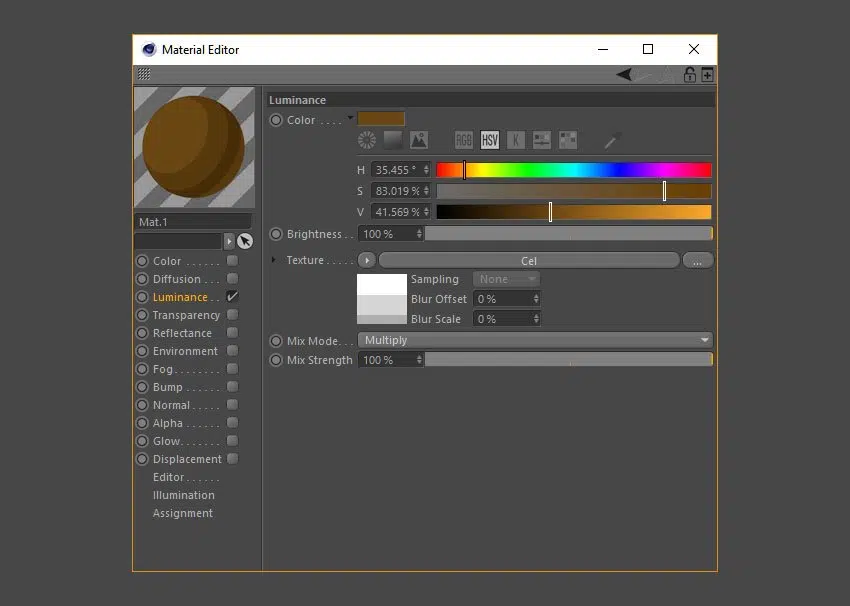 Material Editor
Luminance
Color . . . .
RGB HSV K
H 35.455 °
S 83.019 %
V 41.569 %
Mat.1
Brightness . . 100 %
Texture . . . . . Cel ...
Sampling None
Blur Offset 0 %
Blur Scale 0 %
Mix Mode. . . Multiply
Mix Strength 100 %
Color . . . . . .
Diffusion . . .
Luminance . .
Transparency
Reflectance
Environment
Fog. . . . . . . .
Bump . . . . . .
Normal . . . . .
Alpha . . . . . .
Glow. . . . . . .
Displacement
Editor . . . . . .
Illumination
Assignment